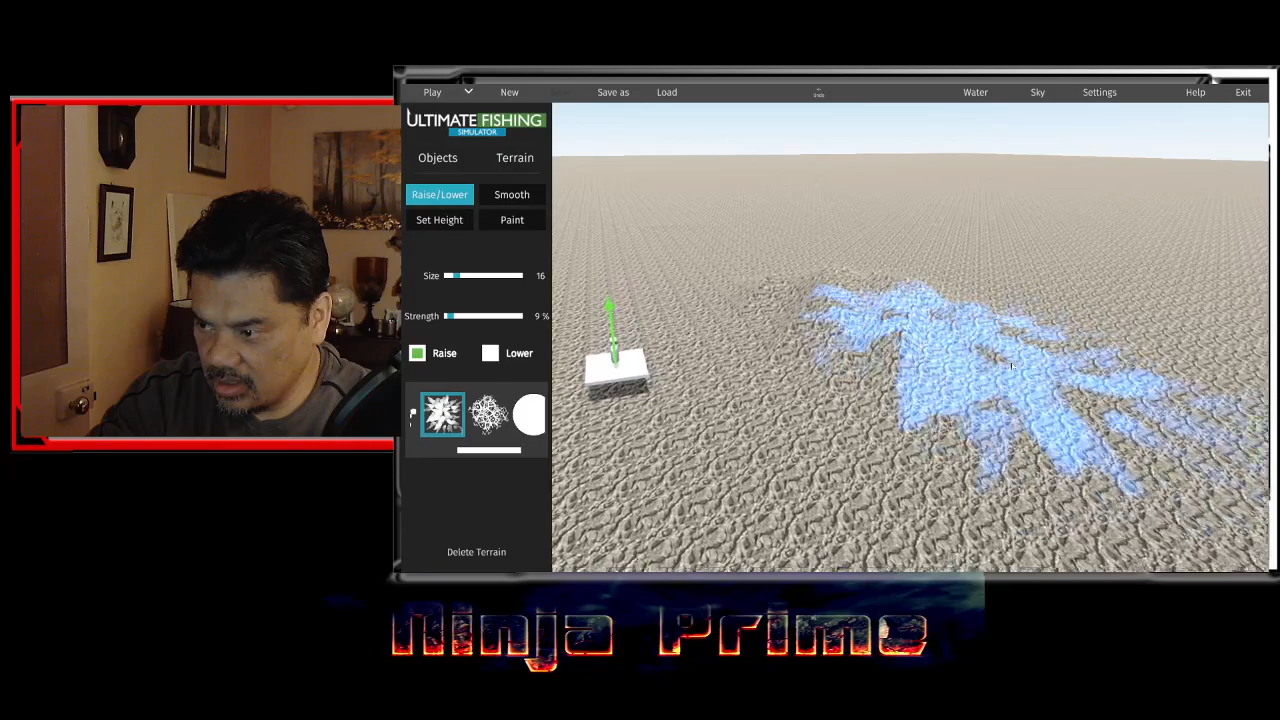 Play New Save as Load Undo Water Sky Settings Help Exit
ULTIMATE FISHING
SIMULATOR
Objects Terrain
Raise/Lower Smooth
Set Height Paint
Size 16
Strength 9 %
Raise Lower
Delete Terrain
Ninja Prime